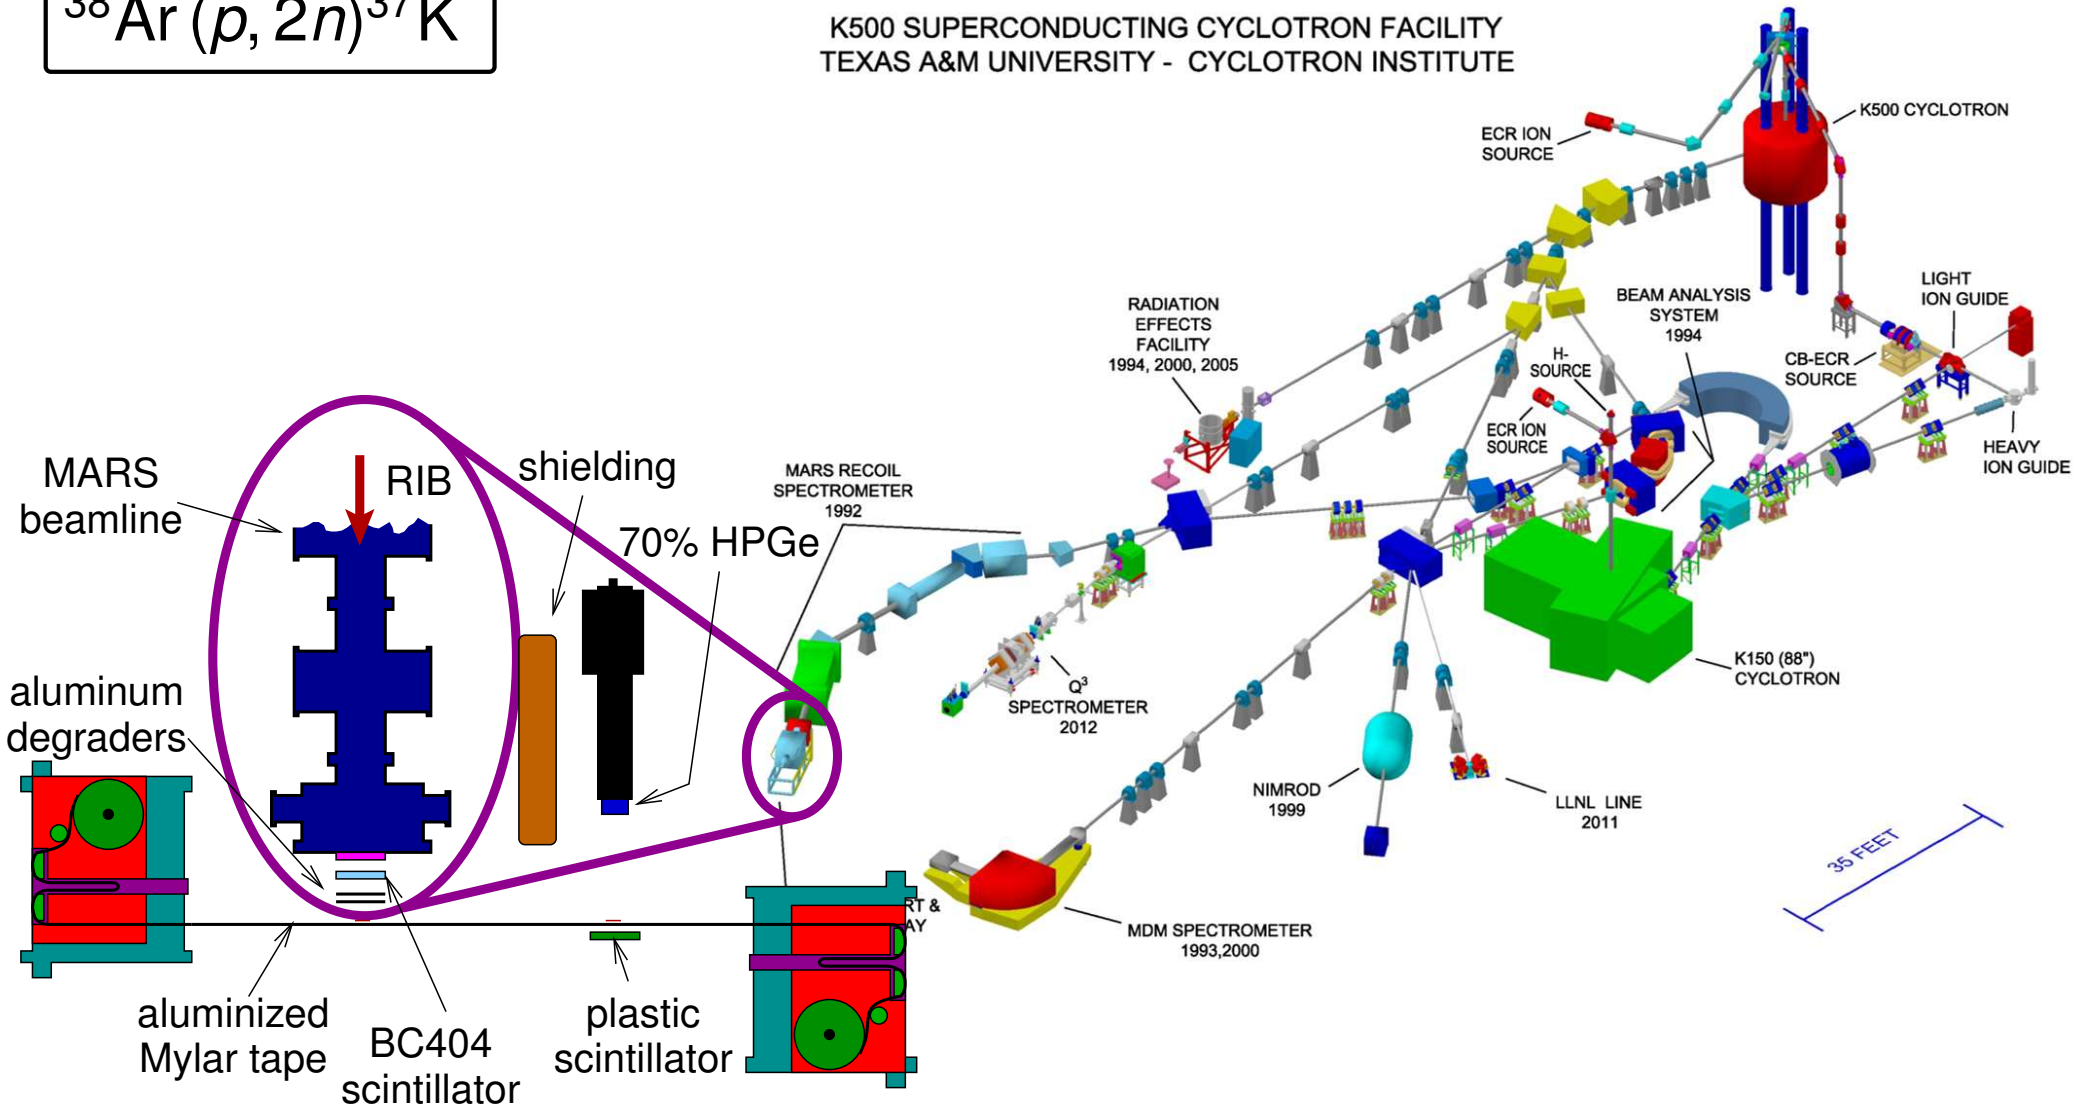 ³⁸Ar (p, 2n)³⁷K
K500 SUPERCONDUCTING CYCLOTRON FACILITY
TEXAS A&M UNIVERSITY - CYCLOTRON INSTITUTE
K500 CYCLOTRON
ECR ION
SOURCE
LIGHT
ION GUIDE
BEAM ANALYSIS
SYSTEM
1994
RADIATION
EFFECTS
FACILITY
1994, 2000, 2005
H-
SOURCE
CB-ECR
SOURCE
ECR ION
SOURCE
HEAVY
ION GUIDE
MARS RECOIL
SPECTROMETER
1992
MARS
beamline
RIB
shielding
70% HPGe
aluminum
degraders
Q³
SPECTROMETER
2012
K150 (88")
CYCLOTRON
NIMROD
1999
LLNL LINE
2011
35 FEET
RT &
AY
MDM SPECTROMETER
1993,2000
aluminized
Mylar tape
BC404
scintillator
plastic
scintillator